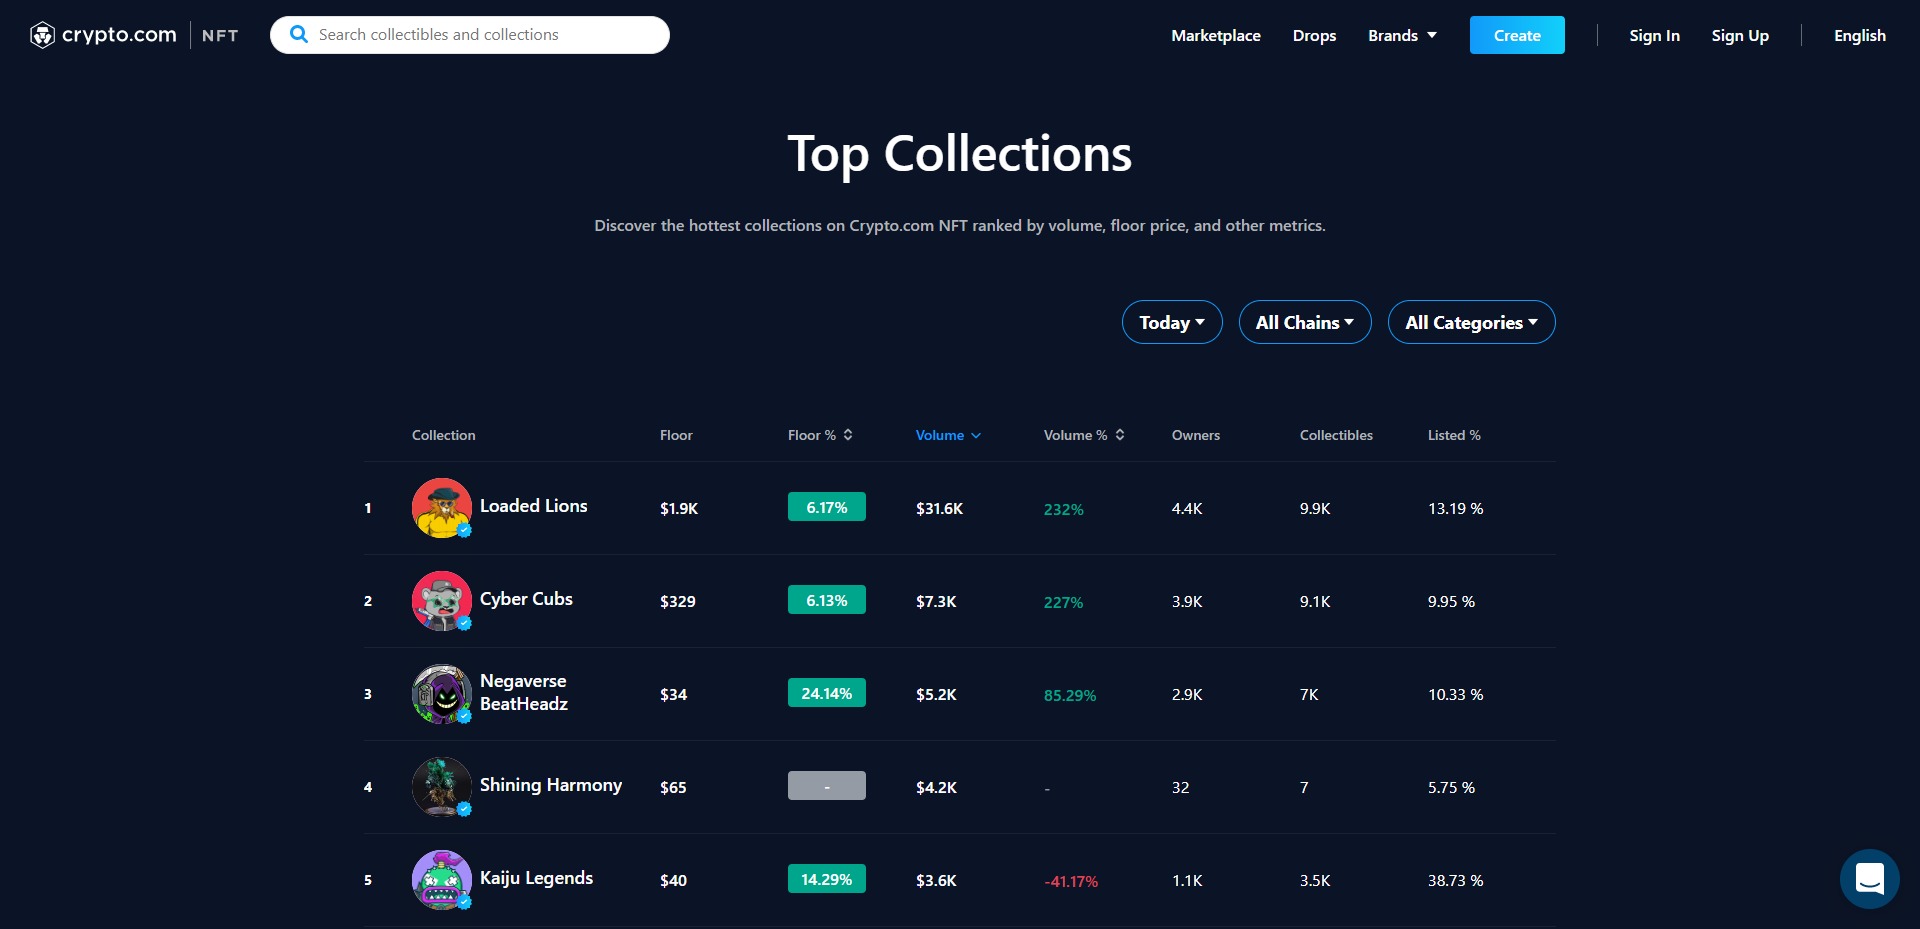 crypto.com NFT Search collectibles and collections Marketplace Drops Brands Create Sign In Sign Up English
Top Collections
Discover the hottest collections on Crypto.com NFT ranked by volume, floor price, and other metrics.
Today All Chains All Categories
Collection Floor Floor % Volume Volume % Owners Collectibles Listed %
1 Loaded Lions $1.9K 6.17% $31.6K 232% 4.4K 9.9K 13.19 %
2 Cyber Cubs $329 6.13% $7.3K 227% 3.9K 9.1K 9.95 %
3 Negaverse BeatHeadz $34 24.14% $5.2K 85.29% 2.9K 7K 10.33 %
4 Shining Harmony $65 - $4.2K - 32 7 5.75 %
5 Kaiju Legends $40 14.29% $3.6K -41.17% 1.1K 3.5K 38.73 %